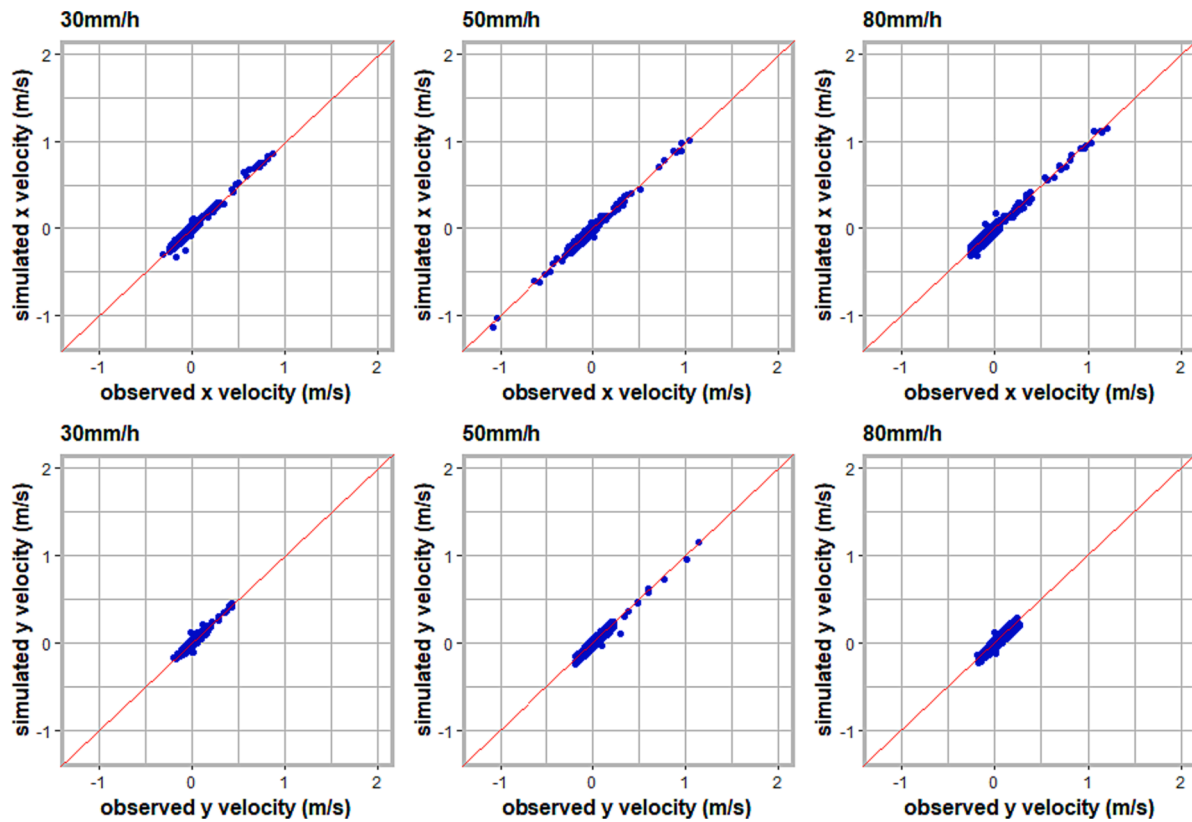 30mm/h 50mm/h 80mm/h
2 2 2
1 1 1
0 0 0
-1 -1 -1
simulated x velocity (m/s) simulated x velocity (m/s) simulated x velocity (m/s)
-1 0 1 2 -1 0 1 2 -1 0 1 2
observed x velocity (m/s) observed x velocity (m/s) observed x velocity (m/s)
30mm/h 50mm/h 80mm/h
2 2 2
1 1 1
0 0 0
-1 -1 -1
simulated y velocity (m/s) simulated y velocity (m/s) simulated y velocity (m/s)
-1 0 1 2 -1 0 1 2 -1 0 1 2
observed y velocity (m/s) observed y velocity (m/s) observed y velocity (m/s)